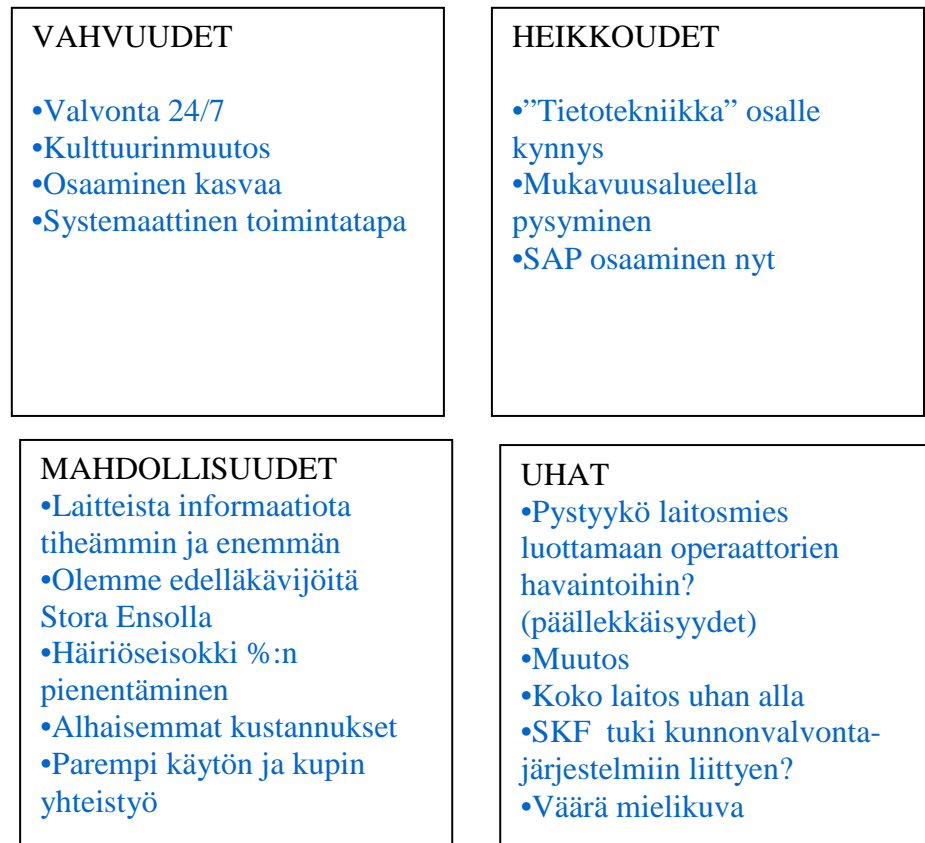 VAHVUUDET
•Valvonta 24/7
•Kulttuurinmuutos
•Osaaminen kasvaa
•Systemaattinen toimintatapa
HEIKKOUDET
•”Tietotekniikka” osalle
kynnys
•Mukavuusalueella
pysyminen
•SAP osaaminen nyt
MAHDOLLISUUDET
•Laitteista informaatiota
tiheämmin ja enemmän
•Olemme edelläkävijöitä
Stora Ensolla
•Häiriöseisokki %:n
pienentäminen
•Alhaisemmat kustannukset
•Parempi käytön ja kupin
yhteistyö
UHAT
•Pystyykö laitosmies
luottamaan operaattorien
havaintoihin?
(päällekkäisyydet)
•Muutos
•Koko laitos uhan alla
•SKF tuki kunnonvalvonta-
järjestelmiin liittyen?
•Väärä mielikuva